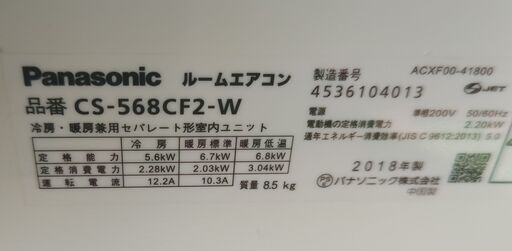 Panasonic ルームエアコン
品番 CS-568CF2-W
冷房・暖房兼用セパレート形室内ユニット
冷房 暖房標準 暖房低温
定格能力 5.6kW 6.7kW 6.8kW
定格消費電力 2.28kW 2.03kW 3.04kW
運転電流 12.2A 10.3A
質量 8.5 kg
ACXF00-41800
製造番号
4536104013
JET
電源 単相200V 50/60Hz
電動機の定格消費電力 2.20kW
通年エネルギー消費効率(JIS C 9612:2013) 5.0
2018年製
PS E パナソニック株式会社
中国製